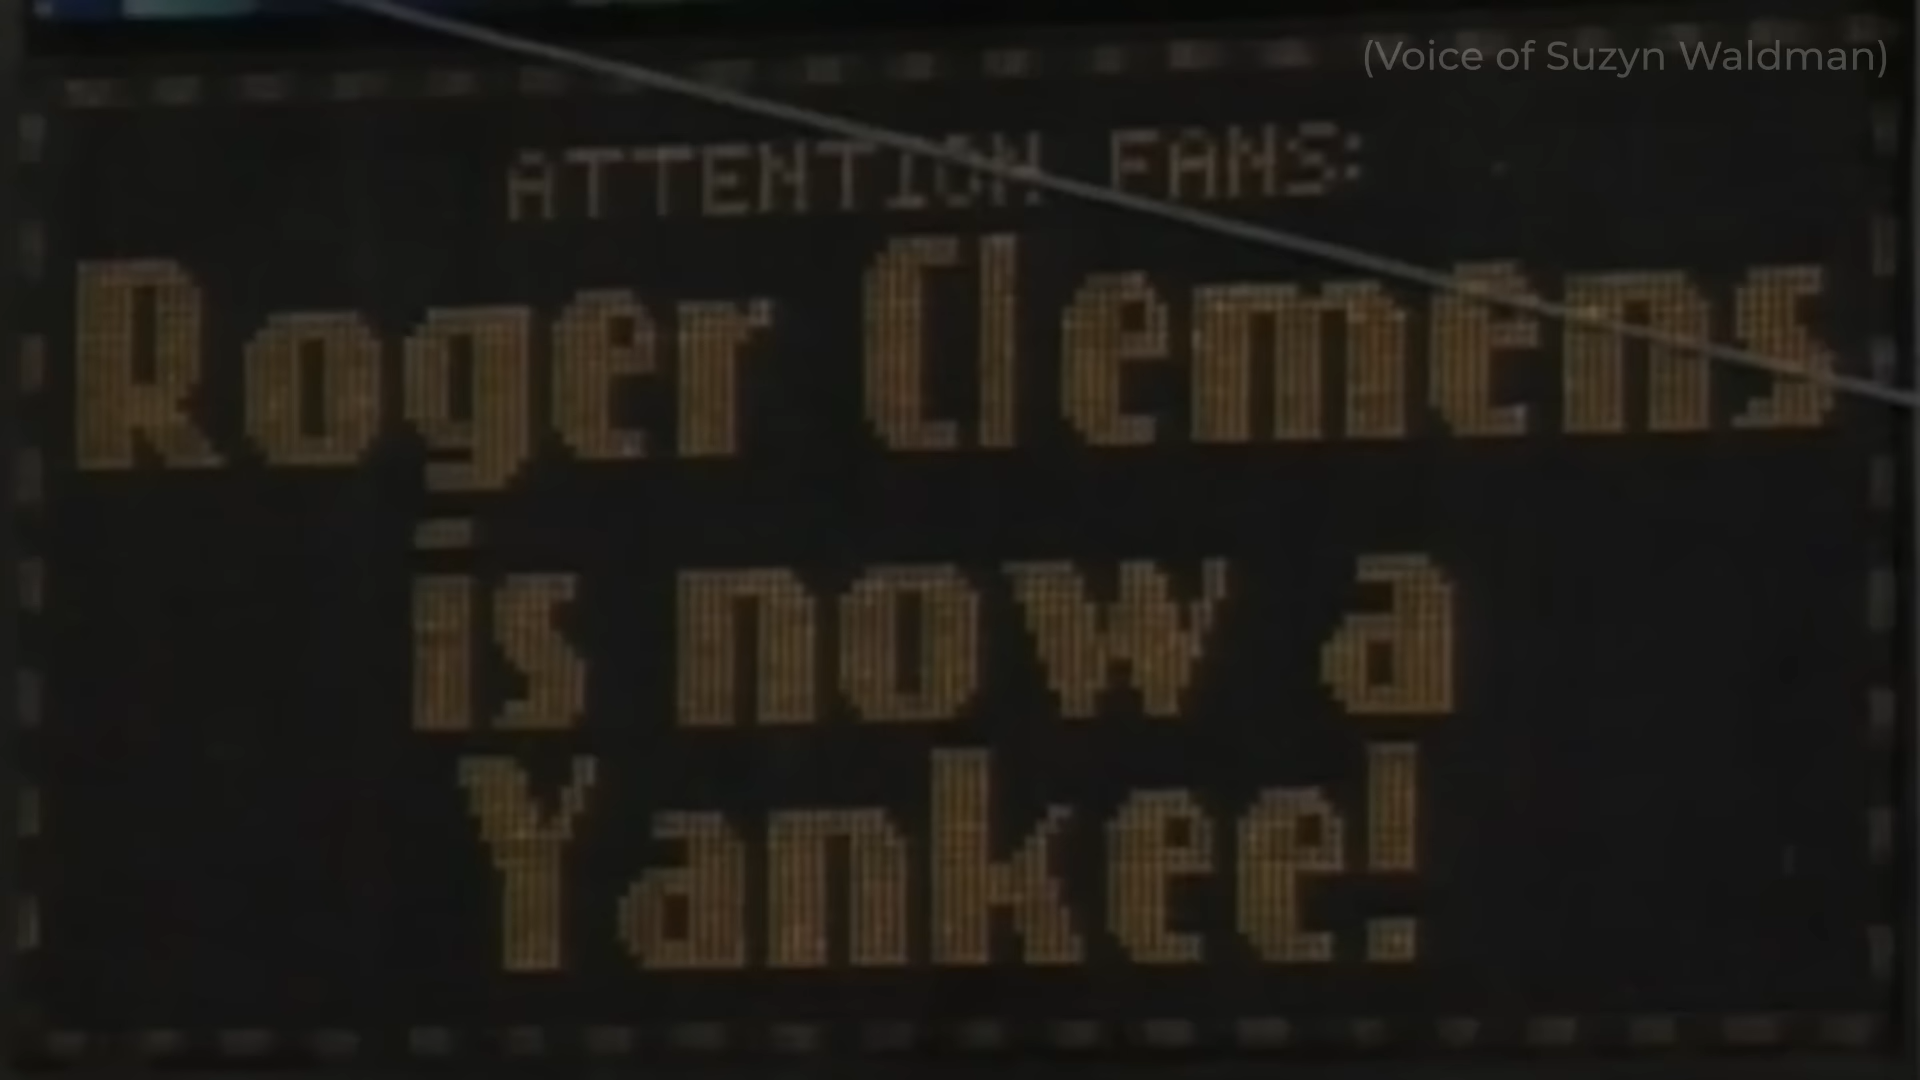 (Voice of Suzyn Waldman)
ATTENTION FANS:
Roger Clemens
is now a
Yankee!